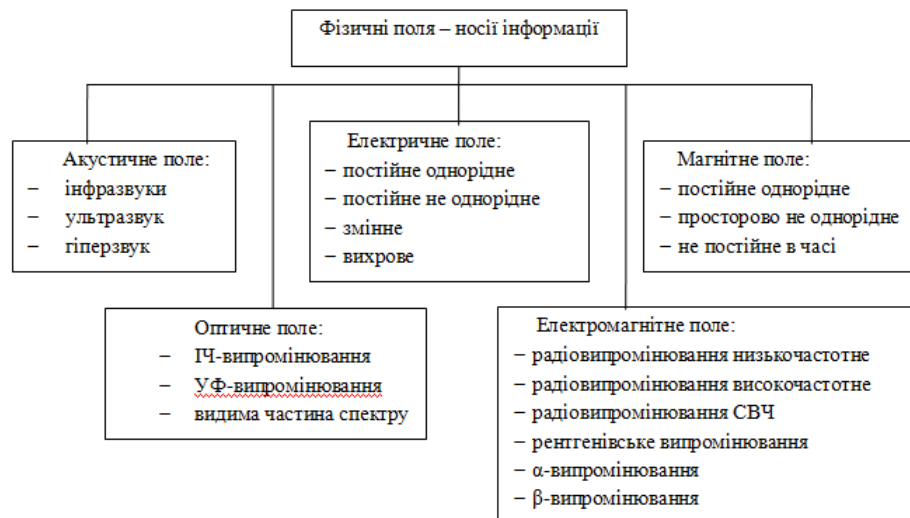 Фізичні поля – носії інформації
Акустичне поле:
– інфразвуки
– ультразвук
– гіперзвук
Електричне поле:
– постійне однорідне
– постійне не однорідне
– змінне
– вихрове
Магнітне поле:
– постійне однорідне
– просторово не однорідне
– не постійне в часі
Оптичне поле:
– ІЧ-випромінювання
– УФ-випромінювання
– видима частина спектру
Електромагнітне поле:
– радіовипромінювання низькочастотне
– радіовипромінювання високочастотне
– радіовипромінювання СВЧ
– рентгенівське випромінювання
– α-випромінювання
– β-випромінювання